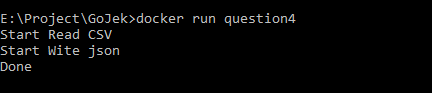 E:\Project\GoJek>docker run question4
Start Read CSV
Start Wite json
Done